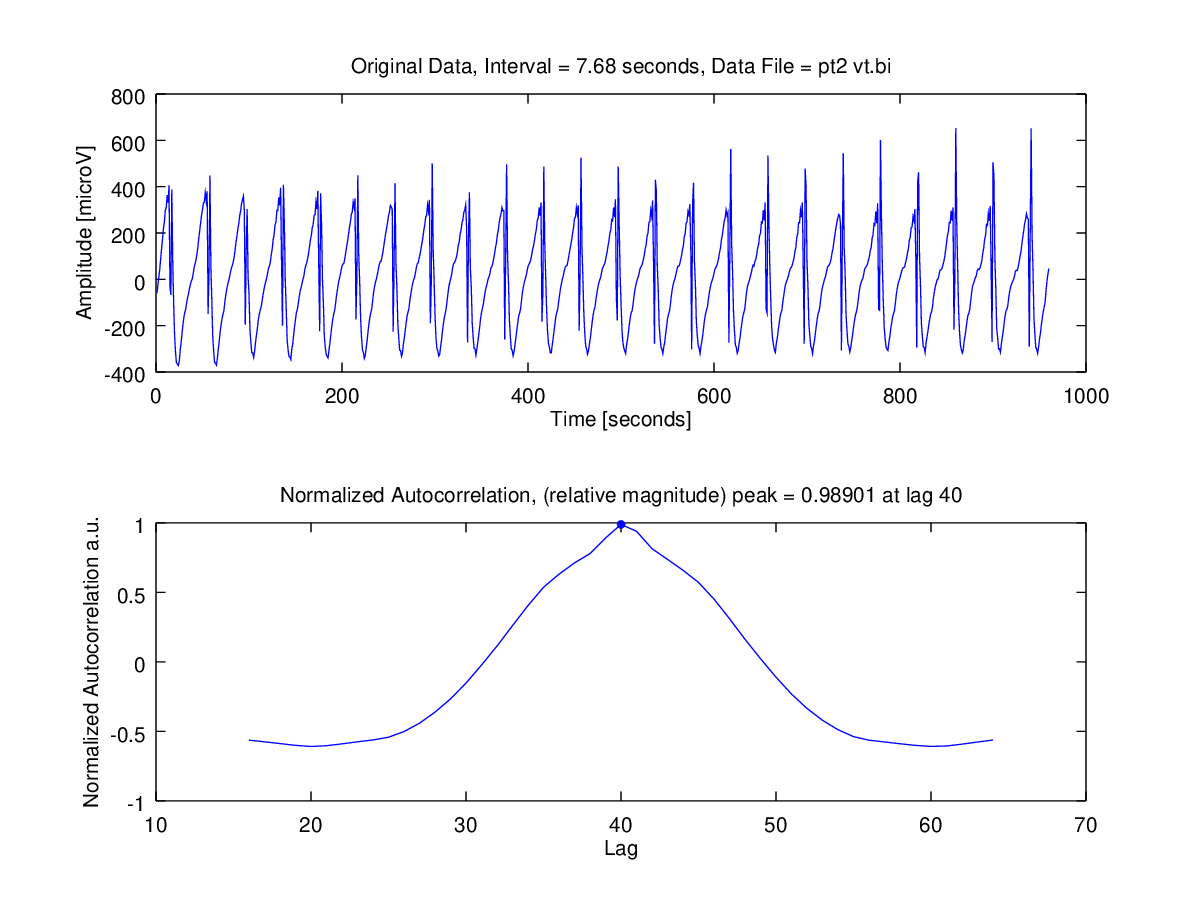 Original Data, Interval = 7.68 seconds, Data File = pt2 vt.bi
Amplitude [microV]
800
600
400
200
0
-200
-400
0 200 400 600 800 1000
Time [seconds]
Normalized Autocorrelation, (relative magnitude) peak = 0.98901 at lag 40
Normalized Autocorrelation a.u.
1
0.5
0
-0.5
-1
10 20 30 40 50 60 70
Lag